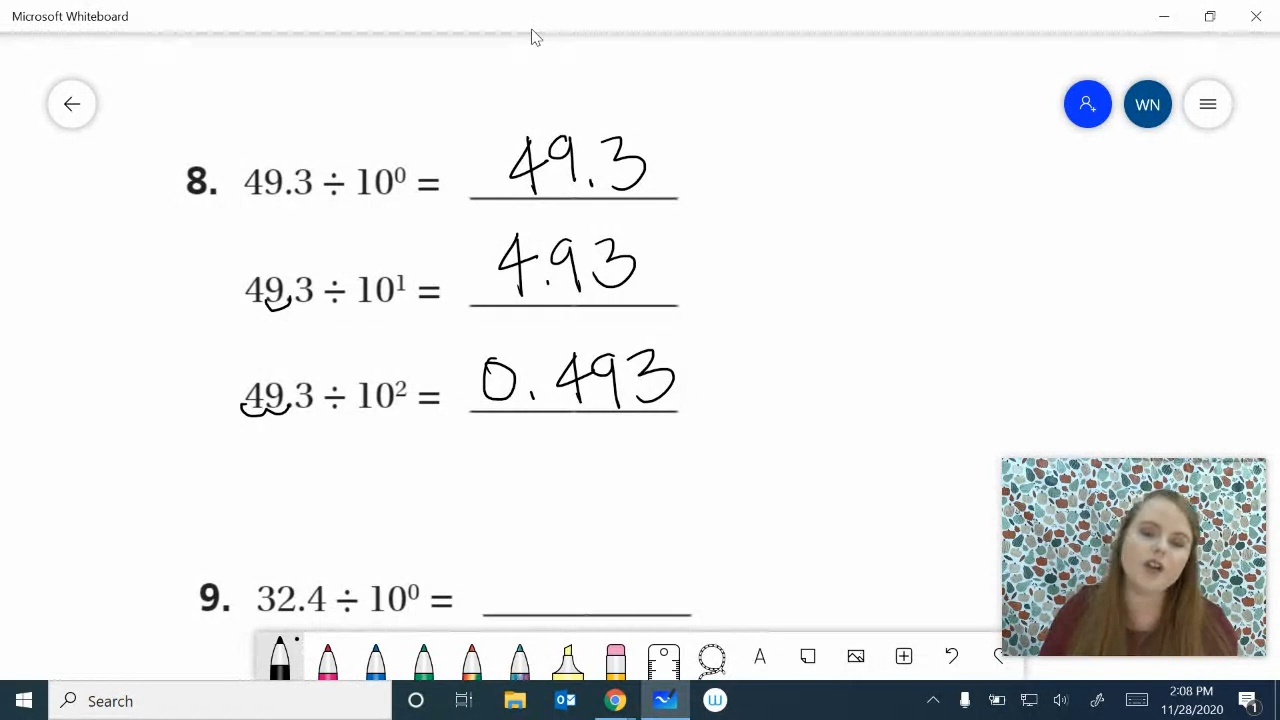 Microsoft Whiteboard
WN
8. 49.3 ÷ 10⁰ = 49.3
49.3 ÷ 10¹ = 4.93
49.3 ÷ 10² = 0.493
9. 32.4 ÷ 10⁰ =
A
Search
W
2:08 PM
11/28/2020
1